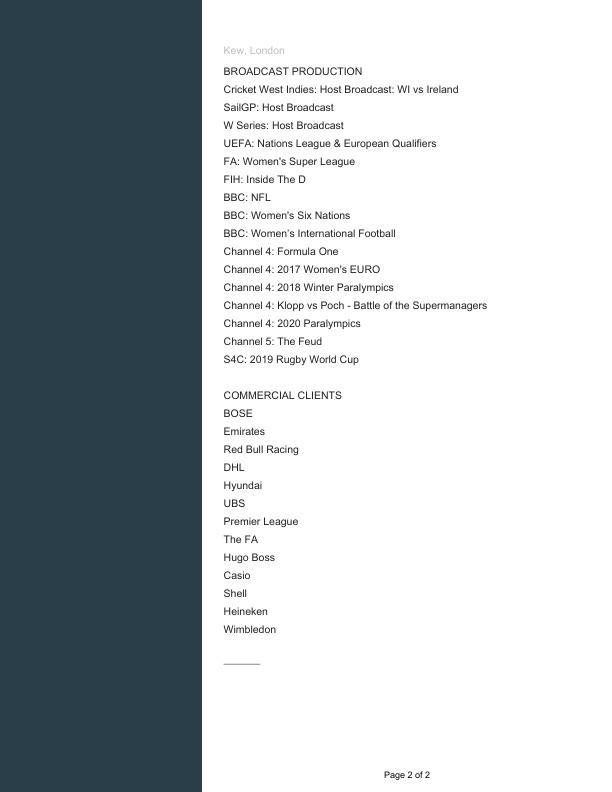 Kew, London
BROADCAST PRODUCTION
Cricket West Indies: Host Broadcast: WI vs Ireland
SailGP: Host Broadcast
W Series: Host Broadcast
UEFA: Nations League & European Qualifiers
FA: Women's Super League
FIH: Inside The D
BBC: NFL
BBC: Women's Six Nations
BBC: Women's International Football
Channel 4: Formula One
Channel 4: 2017 Women's EURO
Channel 4: 2018 Winter Paralympics
Channel 4: Klopp vs Poch - Battle of the Supermanagers
Channel 4: 2020 Paralympics
Channel 5: The Feud
S4C: 2019 Rugby World Cup
COMMERCIAL CLIENTS
BOSE
Emirates
Red Bull Racing
DHL
Hyundai
UBS
Premier League
The FA
Hugo Boss
Casio
Shell
Heineken
Wimbledon
Page 2 of 2